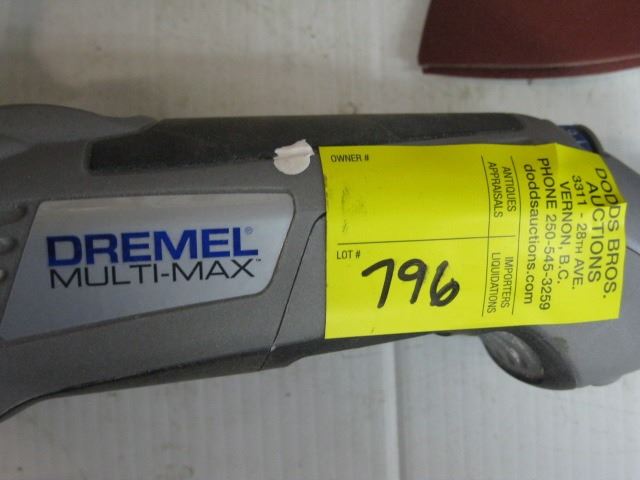 DREMEL®
MULTI-MAX™
OWNER #
LOT #
796
ANTIQUES
APPRAISALS
IMPORTERS
LIQUIDATIONS
DODDS BROS.
AUCTIONS
3311 - 28TH AVE.
VERNON, B.C.
PHONE 250-545-3259
doddsauctions.com